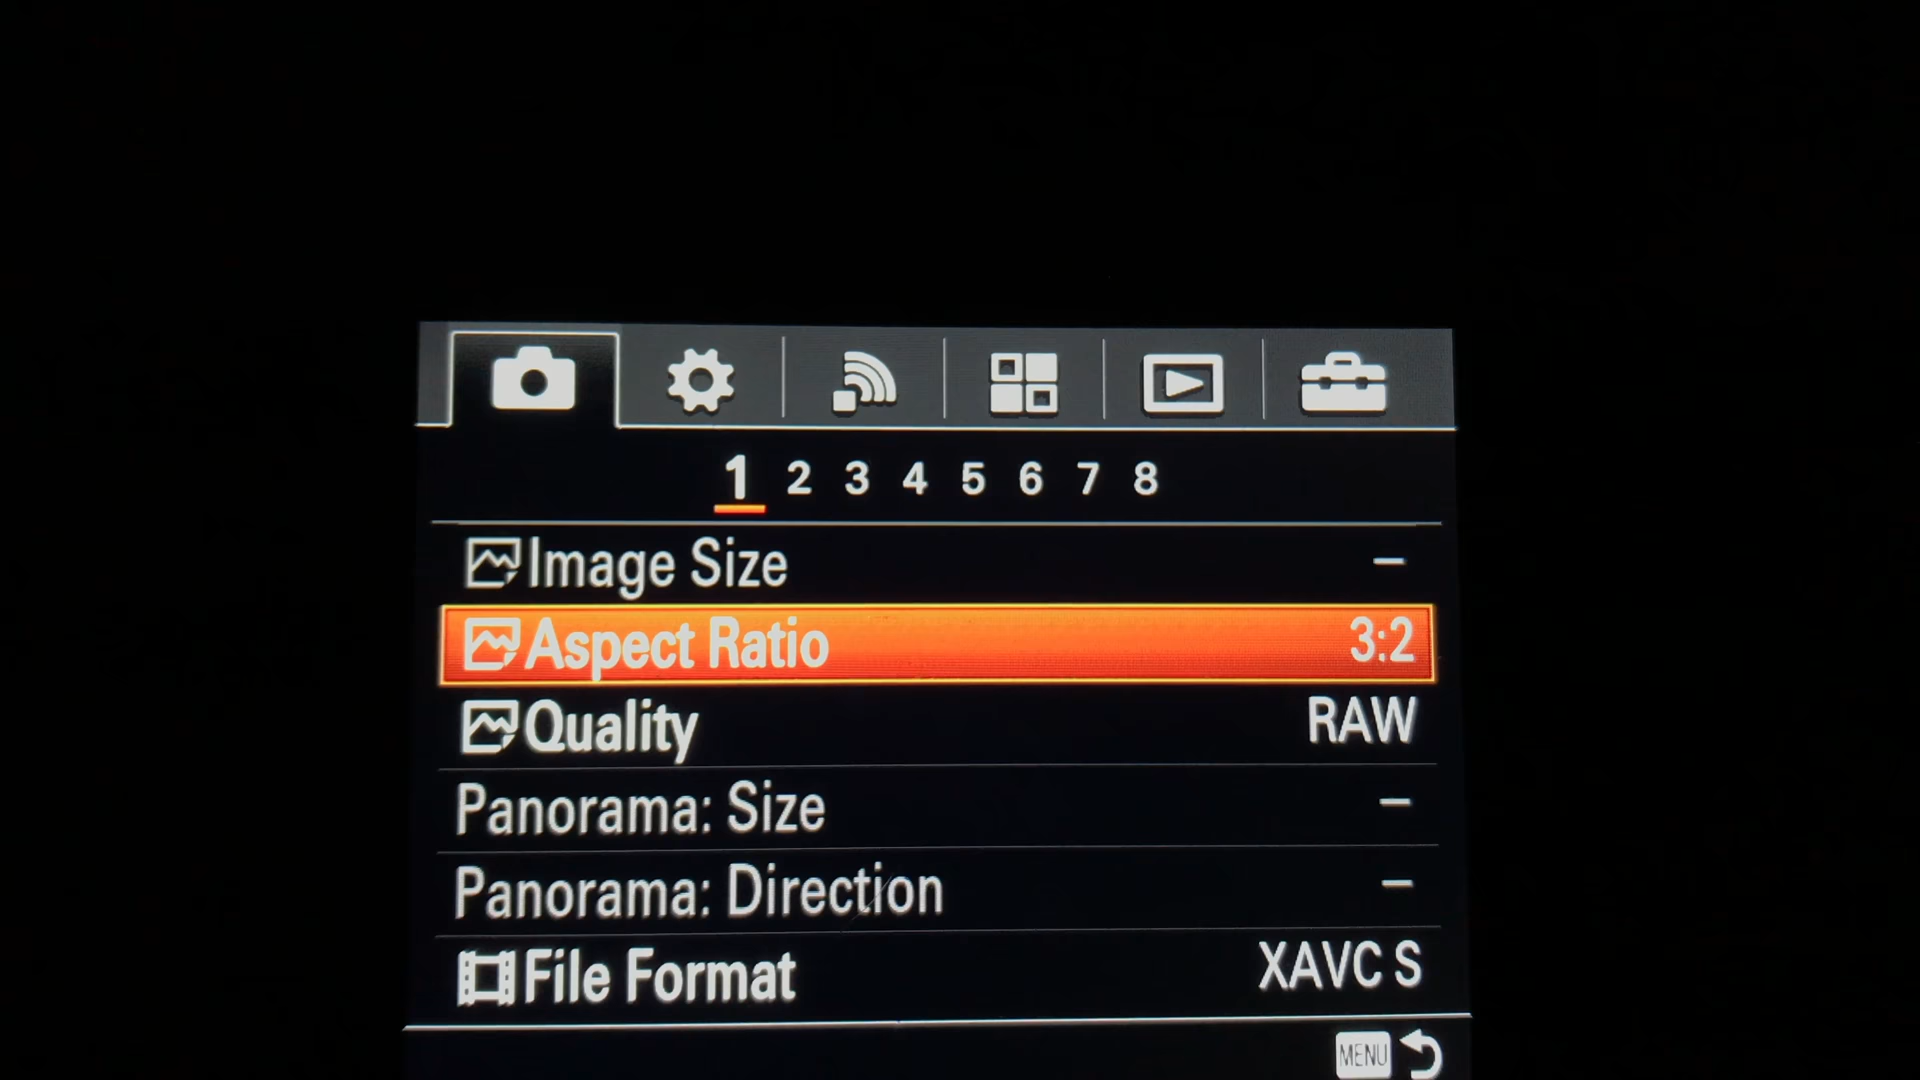 1 2 3 4 5 6 7 8
Image Size –
Aspect Ratio 3:2
Quality RAW
Panorama: Size –
Panorama: Direction –
File Format XAVC S
MENU